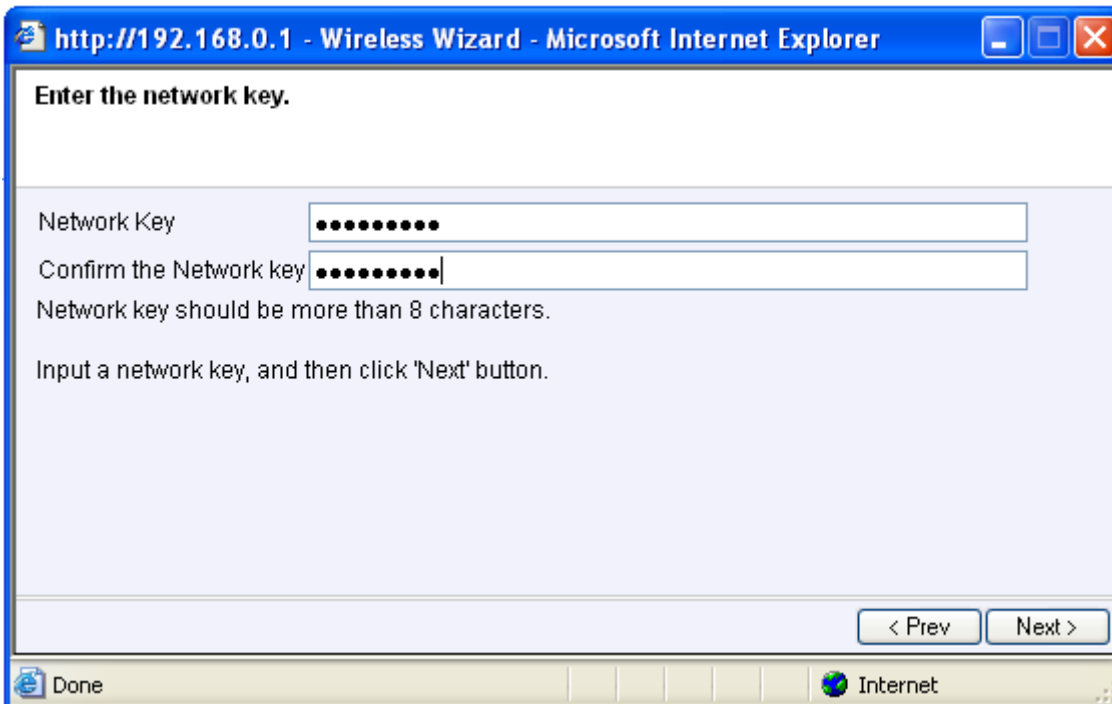 http://192.168.0.1 - Wireless Wizard - Microsoft Internet Explorer
Enter the network key.
Network Key ●●●●●●●●●
Confirm the Network key ●●●●●●●●●
Network key should be more than 8 characters.
Input a network key, and then click 'Next' button.
< Prev Next >
Done Internet